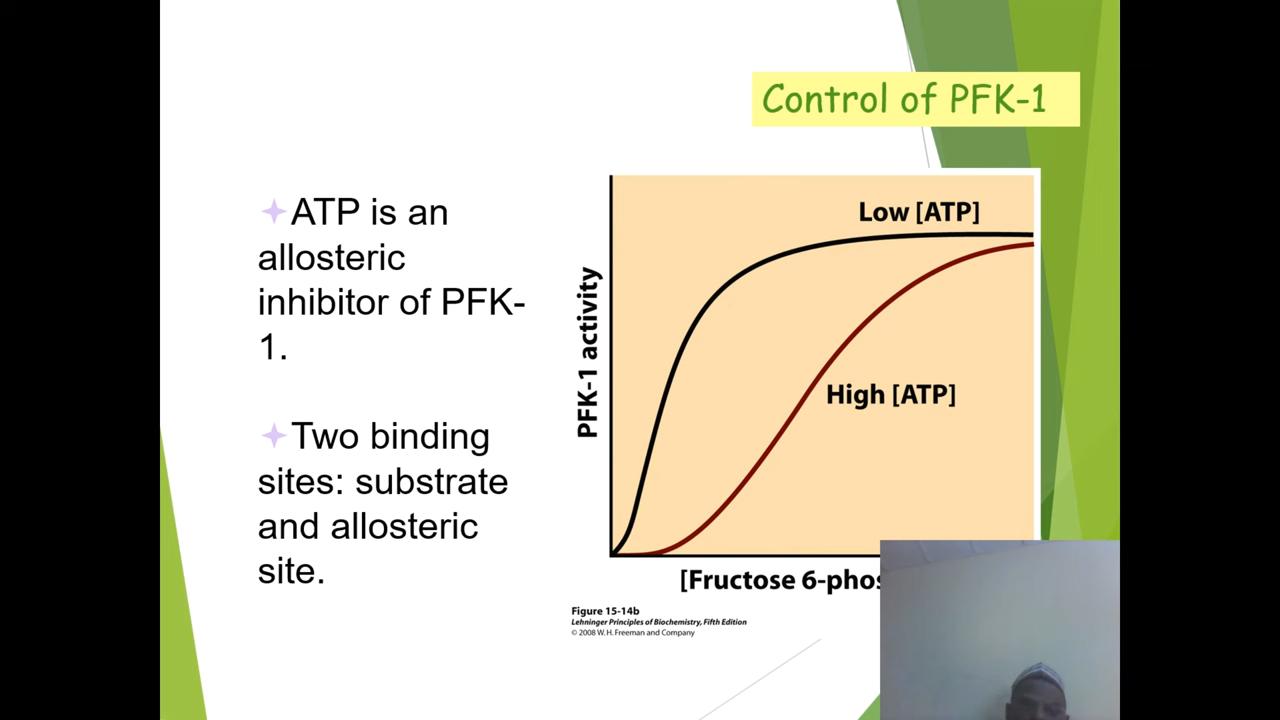 Control of PFK-1
ATP is an
allosteric
inhibitor of PFK-
1.
Two binding
sites: substrate
and allosteric
site.
PFK-1 activity
Low [ATP]
High [ATP]
[Fructose 6-phos
Figure 15-14b
Lehninger Principles of Biochemistry, Fifth Edition
© 2008 W. H. Freeman and Company